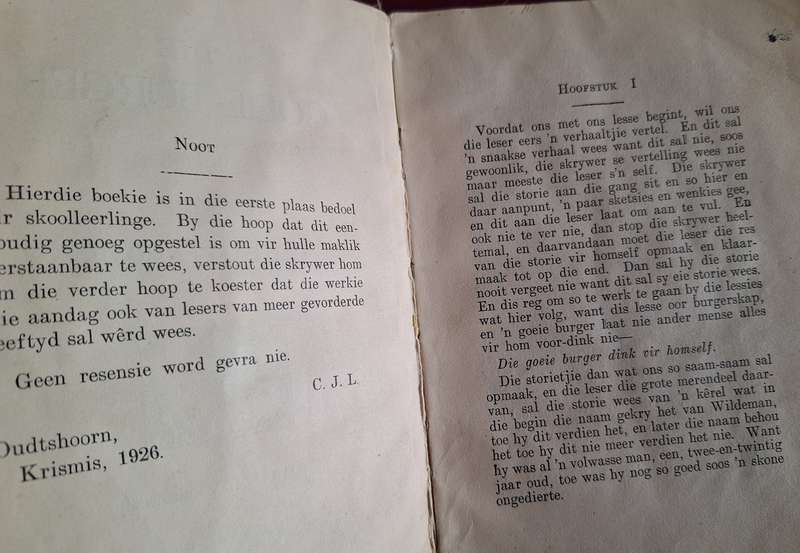 Noot
Hierdie boekie is in die eerste plaas bedoel
r skoolleerlinge. By die hoop dat dit een-
oudig genoeg opgestel is om vir hulle maklik
erstaanbaar te wees, verstout die skrywer hom
m die verder hoop te koester dat die werkie
ie aandag ook van lesers van meer gevorderde
eeftyd sal wêrd wees.
Geen resensie word gevra nie.
C. J. L.
Oudtshoorn,
Krismis, 1926.
Hoofstuk I
Voordat ons met ons lesse begint, wil ons
die leser eers 'n verhaaltjie vertel. En dit sal
'n snaakse verhaal wees want dit sal nie, soos
gewoonlik, die skrywer se vertelling wees nie
maar meeste die leser s'n self. Die skrywer
sal die storie aan die gang sit en so hier en
daar aanpunt, 'n paar sketsies en wenkies gee,
en dit aan die leser laat om aan te vul. En
ook nie te ver nie, dan stop die skrywer heel-
temal, en daarvandaan moet die leser die res
van die storie vir homself opmaak en klaar-
maak tot op die end. Dan sal hy die storie
nooit vergeet nie want dit sal sy eie storie wees.
En dis reg om so te werk te gaan by die lessies
wat hier volg, want dis lesse oor burgerskap,
en 'n goeie burger laat nie ander mense alles
vir hom voor-dink nie—
Die goeie burger dink vir homself.
Die storietjie dan wat ons so saam-saam sal
opmaak, en die leser die grote merendeel daar-
van, sal die storie wees van 'n kêrel wat in
die begin die naam gekry het van Wildeman,
toe hy dit verdien het, en later die naam behou
het toe hy dit nie meer verdien het nie. Want
hy was al 'n volwasse man, een, twee-en-twintig
jaar oud, toe was hy nog so goed soos 'n skone
ongedierte.